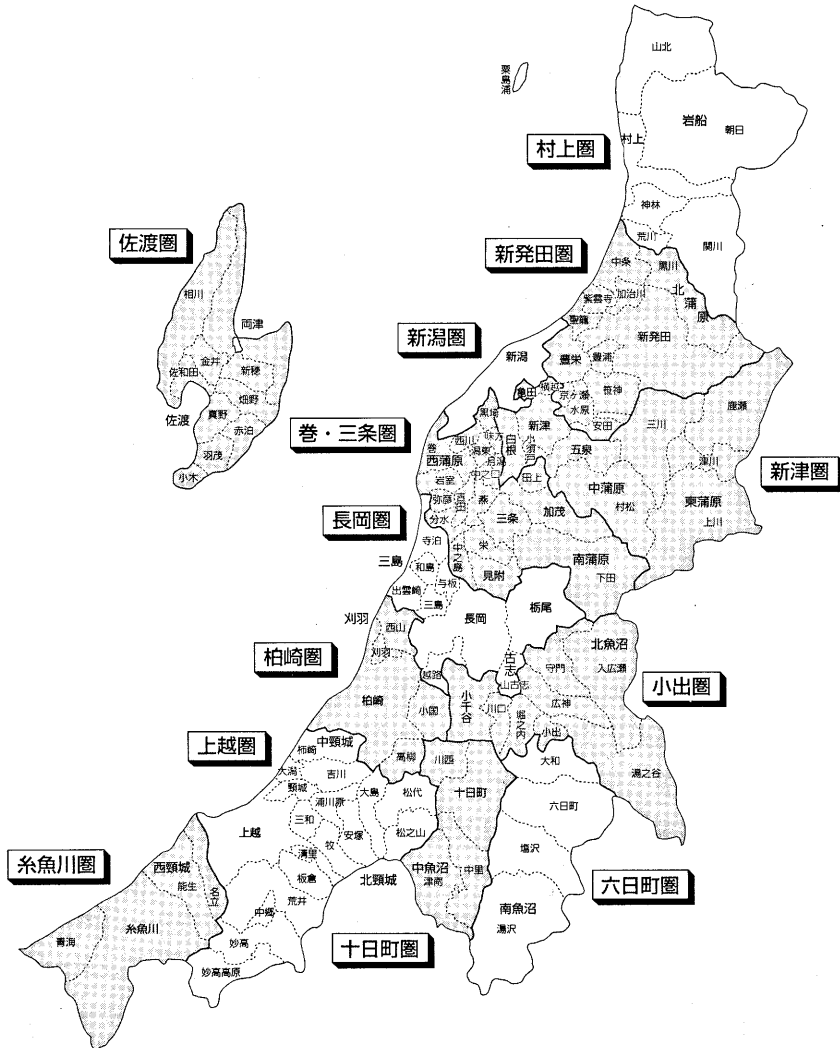 山北
粟島浦
岩船
朝日
村上
村上圏
神林
荒川
関川
佐渡圏
新発田圏
中条
黒川
北蒲原
紫雲寺
加治川
聖籠
新発田
相川
両津
金井
佐和田
新穂
畑野
佐渡
真野
赤泊
羽茂
小木
新潟圏
新潟
豊栄
豊浦
亀田
横越
京ヶ瀬
笹神
水原
安田
三川
鹿瀬
津川
新津圏
東蒲原
上川
巻・三条圏
黒埼
新津
小須戸
白根
味方
西川
潟東
月潟
巻
西蒲原
中之口
岩室
五泉
中蒲原
村松
田上
弥彦
吉田
燕
三条
加茂
分水
長岡圏
寺泊
中之島
栄
見附
南蒲原
下田
三島
和島
与板
出雲崎
三島
長岡
栃尾
刈羽
西山
刈羽
柏崎圏
柏崎
越路
小国
古志
山古志
小千谷
川口
堀之内
北魚沼
守門
入広瀬
広神
小出
湯之谷
小出圏
高柳
川西
上越圏
中頸城
柿崎
大潟
吉川
頸城
浦川原
大島
松代
十日町
大和
六日町
三和
上越
安塚
松之山
牧
清里
塩沢
糸魚川圏
西頸城
能生
名立
板倉
北頸城
中魚沼
津南
中里
六日町圏
荒井
中郷
南魚沼
湯沢
糸魚川
青海
妙高
妙高高原
十日町圏